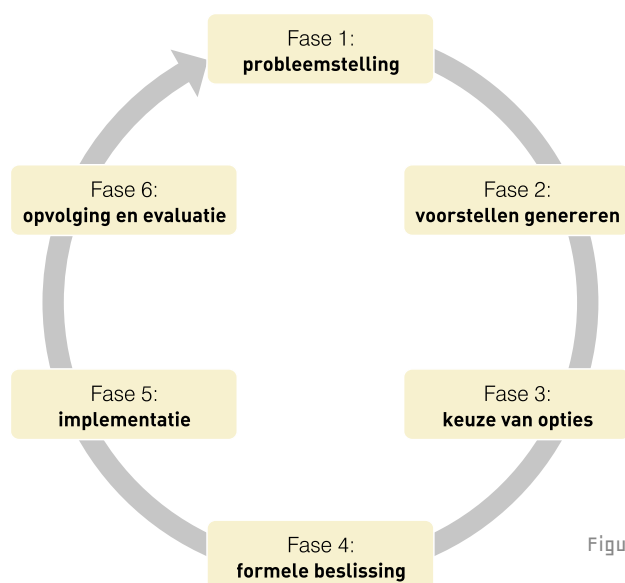 Fase 1:
probleemstelling
Fase 2:
voorstellen genereren
Fase 3:
keuze van opties
Fase 4:
formele beslissing
Fase 5:
implementatie
Fase 6:
opvolging en evaluatie